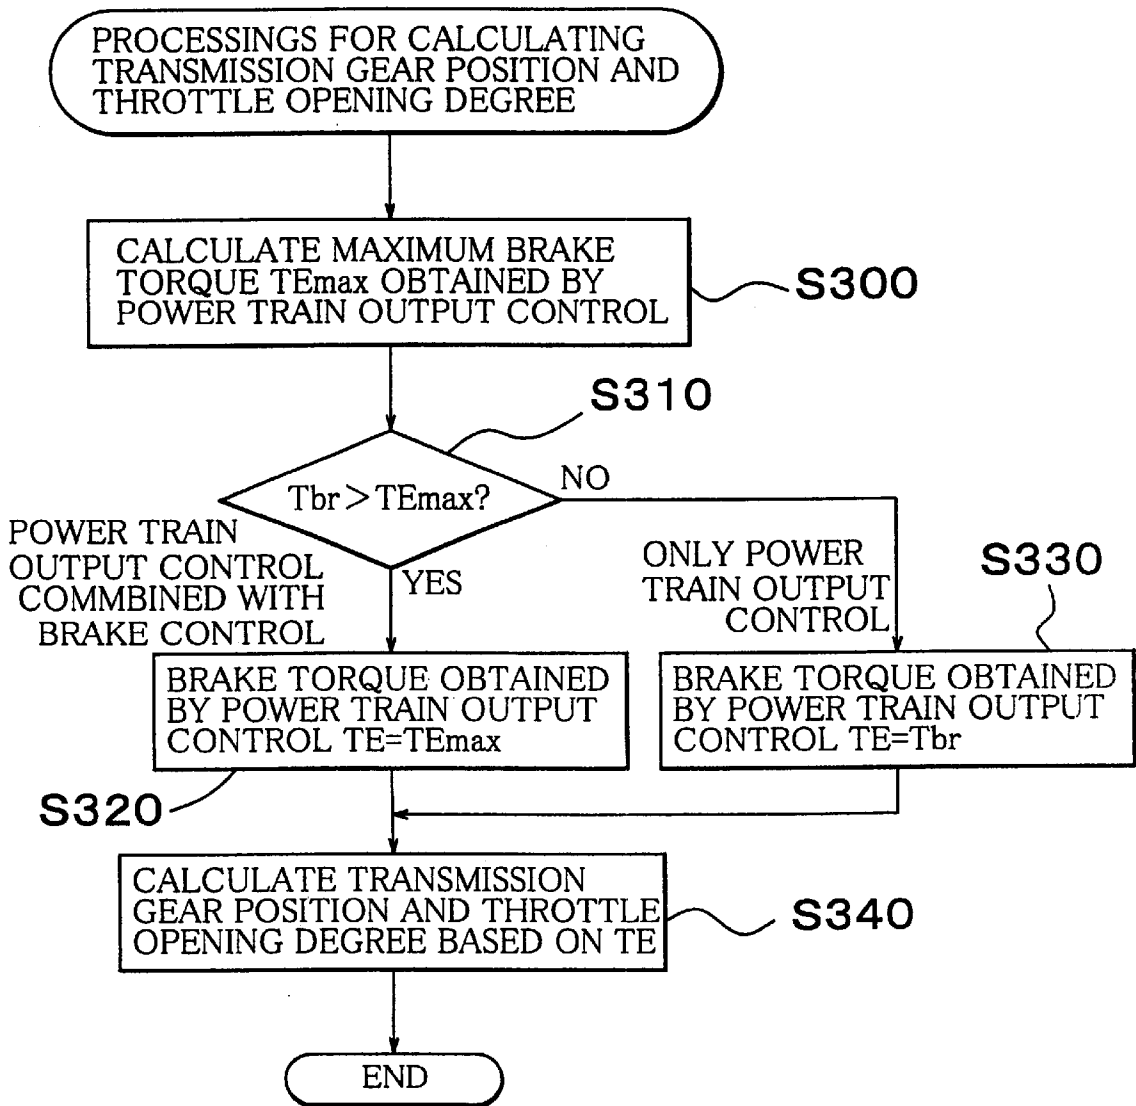 PROCESSINGS FOR CALCULATING
TRANSMISSION GEAR POSITION AND
THROTTLE OPENING DEGREE
CALCULATE MAXIMUM BRAKE
TORQUE TEmax OBTAINED BY
POWER TRAIN OUTPUT CONTROL
S300
S310
Tbr > TEmax?
NO
POWER TRAIN
OUTPUT CONTROL
COMMBINED WITH
BRAKE CONTROL
YES
ONLY POWER
TRAIN OUTPUT
CONTROL
S330
BRAKE TORQUE OBTAINED
BY POWER TRAIN OUTPUT
CONTROL TE=TEmax
BRAKE TORQUE OBTAINED
BY POWER TRAIN OUTPUT
CONTROL TE=Tbr
S320
CALCULATE TRANSMISSION
GEAR POSITION AND THROTTLE
OPENING DEGREE BASED ON TE
S340
END